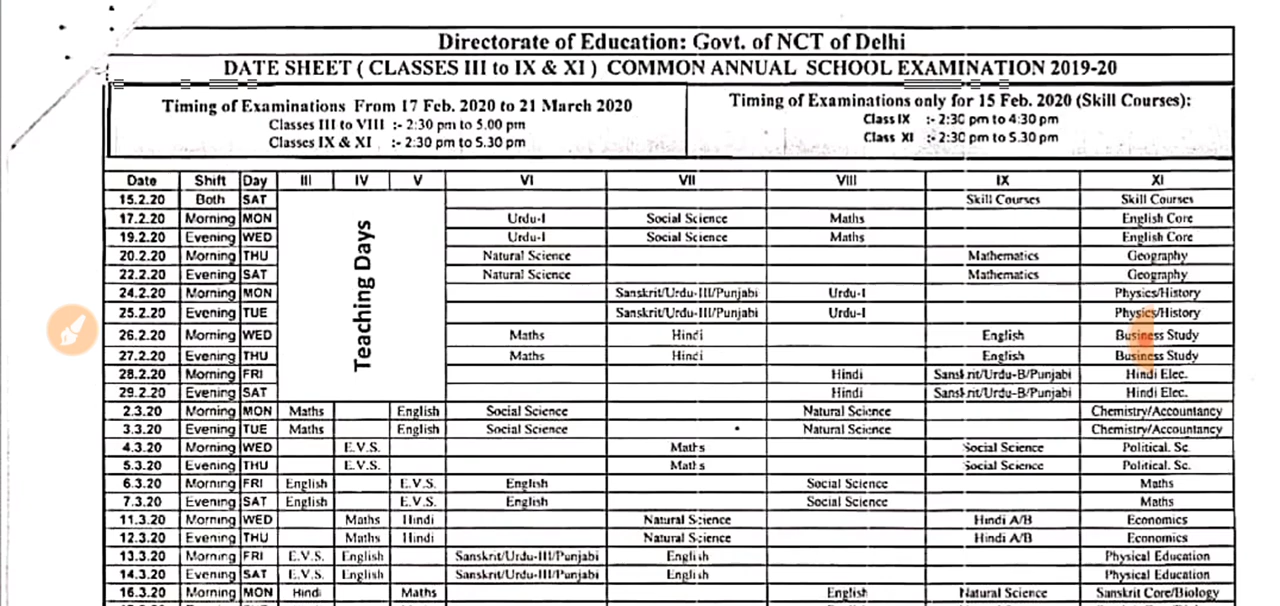 Directorate of Education: Govt. of NCT of Delhi
DATE SHEET ( CLASSES III to IX & XI ) COMMON ANNUAL SCHOOL EXAMINATION 2019-20
Timing of Examinations From 17 Feb. 2020 to 21 March 2020
Classes III to VIII :- 2:30 pm to 5.00 pm
Classes IX & XI :- 2:30 pm to 5.30 pm
Timing of Examinations only for 15 Feb. 2020 (Skill Courses):
Class IX :- 2:30 pm to 4:30 pm
Class XI :- 2:30 pm to 5.30 pm
Date Shift Day III IV V VI VII VIII IX XI
15.2.20 Both SAT Skill Courses Skill Courses
17.2.20 Morning MON Urdu-I Social Science Maths English Core
19.2.20 Evening WED Urdu-I Social Science Maths English Core
20.2.20 Morning THU Natural Science Mathematics Geography
22.2.20 Evening SAT Natural Science Mathematics Geography
24.2.20 Morning MON Sanskrit/Urdu-III/Punjabi Urdu-I Physics/History
25.2.20 Evening TUE Sanskrit/Urdu-III/Punjabi Urdu-I Physics/History
26.2.20 Morning WED Maths Hindi English Business Study
27.2.20 Evening THU Maths Hindi English Business Study
28.2.20 Morning FRI Hindi Sanskrit/Urdu-B/Punjabi Hindi Elec.
29.2.20 Evening SAT Hindi Sanskrit/Urdu-B/Punjabi Hindi Elec.
Teaching Days
2.3.20 Morning MON Maths English Social Science Natural Science Chemistry/Accountancy
3.3.20 Evening TUE Maths English Social Science Natural Science Chemistry/Accountancy
4.3.20 Morning WED E.V.S. Maths Social Science Political. Sc.
5.3.20 Evening THU E.V.S. Maths Social Science Political. Sc.
6.3.20 Morning FRI English E.V.S. English Social Science Maths
7.3.20 Evening SAT English E.V.S. English Social Science Maths
11.3.20 Morning WED Maths Hindi Natural Science Hindi A/B Economics
12.3.20 Evening THU Maths Hindi Natural Science Hindi A/B Economics
13.3.20 Morning FRI E.V.S. English Sanskrit/Urdu-III/Punjabi English Physical Education
14.3.20 Evening SAT E.V.S. English Sanskrit/Urdu-III/Punjabi English Physical Education
16.3.20 Morning MON Hindi Maths English Natural Science Sanskrit Core/Biology